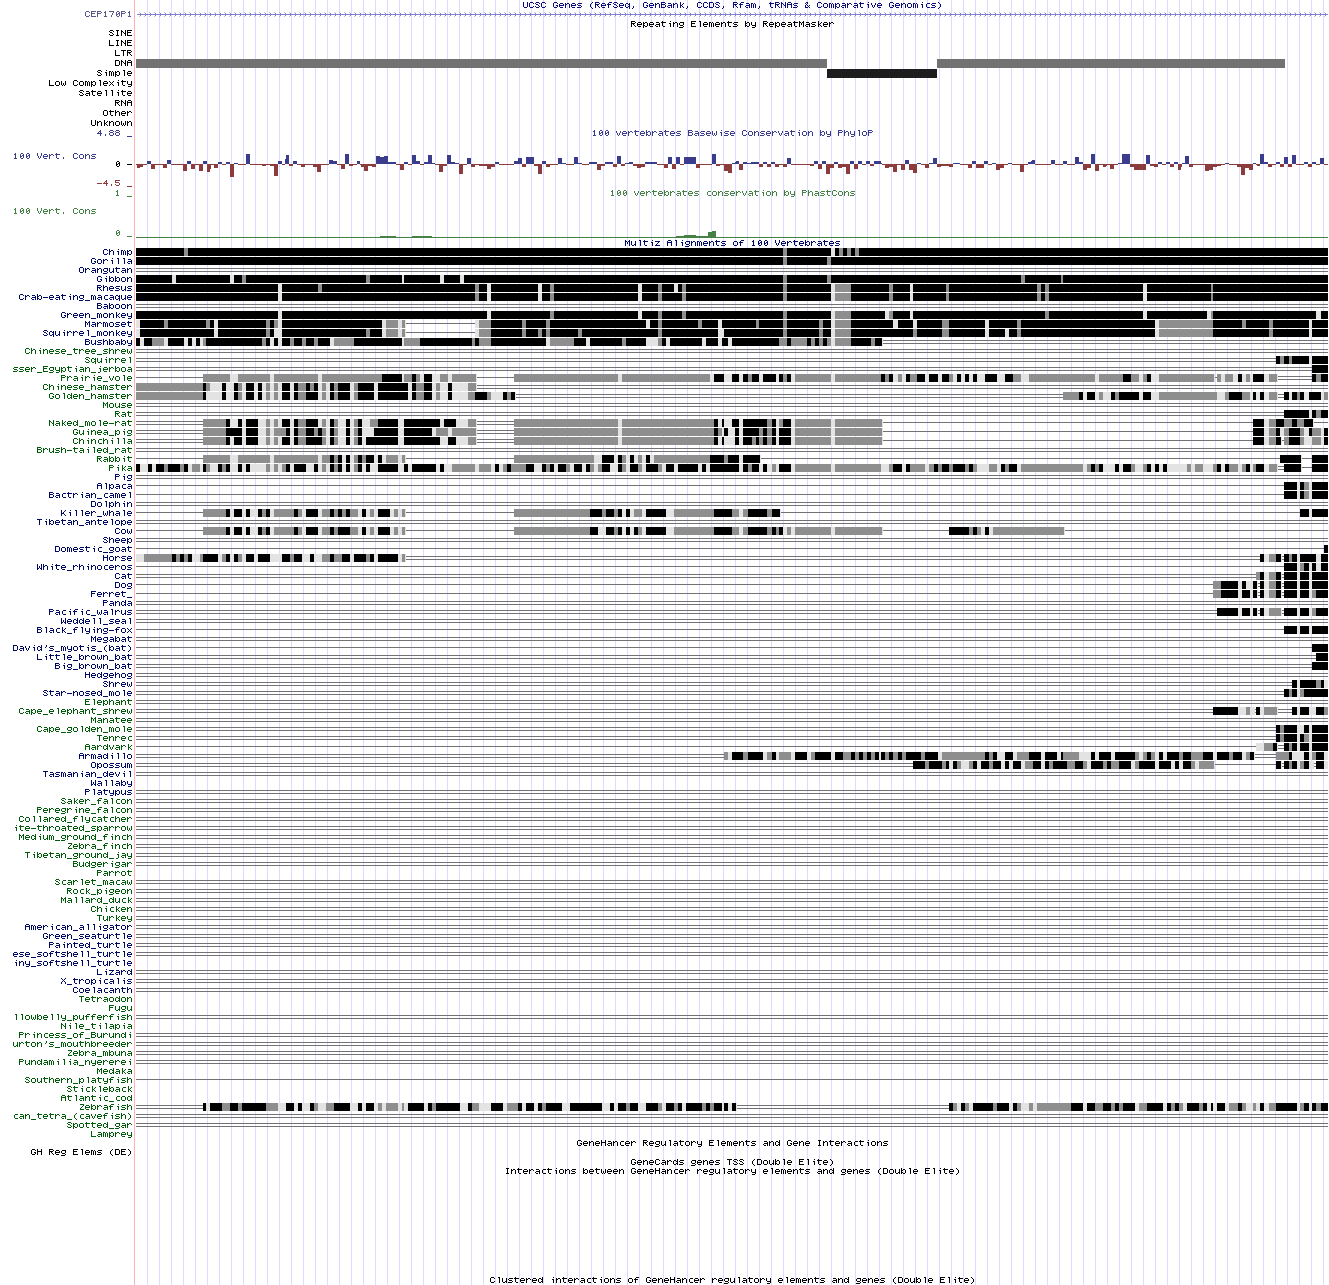 UCSC Genes (RefSeq, GenBank, CCDS, Rfam, tRNAs & Comparative Genomics)
CEP170P1
Repeating Elements by RepeatMasker
SINE
LINE
LTR
DNA
Simple
Low Complexity
Satellite
RNA
Other
Unknown
4.88 _
100 vertebrates Basewise Conservation by PhyloP
100 Vert. Cons
0 _
-4.5 _
100 vertebrates conservation by PhastCons
1 _
100 Vert. Cons
0 _
Multiz Alignments of 100 Vertebrates
Chimp
Gorilla
Orangutan
Gibbon
Rhesus
Crab-eating_macaque
Baboon
Green_monkey
Marmoset
Squirrel_monkey
Bushbaby
Chinese_tree_shrew
Squirrel
sser_Egyptian_jerboa
Prairie_vole
Chinese_hamster
Golden_hamster
Mouse
Rat
Naked_mole-rat
Guinea_pig
Chinchilla
Brush-tailed_rat
Rabbit
Pika
Pig
Alpaca
Bactrian_camel
Dolphin
Killer_whale
Tibetan_antelope
Cow
Sheep
Domestic_goat
Horse
White_rhinoceros
Cat
Dog
Ferret_
Panda
Pacific_walrus
Weddell_seal
Black_flying-fox
Megabat
David's_myotis_(bat)
Little_brown_bat
Big_brown_bat
Hedgehog
Shrew
Star-nosed_mole
Elephant
Cape_elephant_shrew
Manatee
Cape_golden_mole
Tenrec
Aardvark
Armadillo
Opossum
Tasmanian_devil
Wallaby
Platypus
Saker_falcon
Peregrine_falcon
Collared_flycatcher
ite-throated_sparrow
Medium_ground_finch
Zebra_finch
Tibetan_ground_jay
Budgerigar
Parrot
Scarlet_macaw
Rock_pigeon
Mallard_duck
Chicken
Turkey
American_alligator
Green_seaturtle
Painted_turtle
ese_softshell_turtle
iny_softshell_turtle
Lizard
X_tropicalis
Coelacanth
Tetraodon
Fugu
llowbelly_pufferfish
Nile_tilapia
Princess_of_Burundi
urton's_mouthbreeder
Zebra_mbuna
Pundamilia_nyererei
Medaka
Southern_platyfish
Stickleback
Atlantic_cod
Zebrafish
can_tetra_(cavefish)
Spotted_gar
Lamprey
GeneHancer Regulatory Elements and Gene Interactions
GH Reg Elems (DE)
GeneCards genes TSS (Double Elite)
Interactions between GeneHancer regulatory elements and genes (Double Elite)
Clustered interactions of GeneHancer regulatory elements and genes (Double Elite)